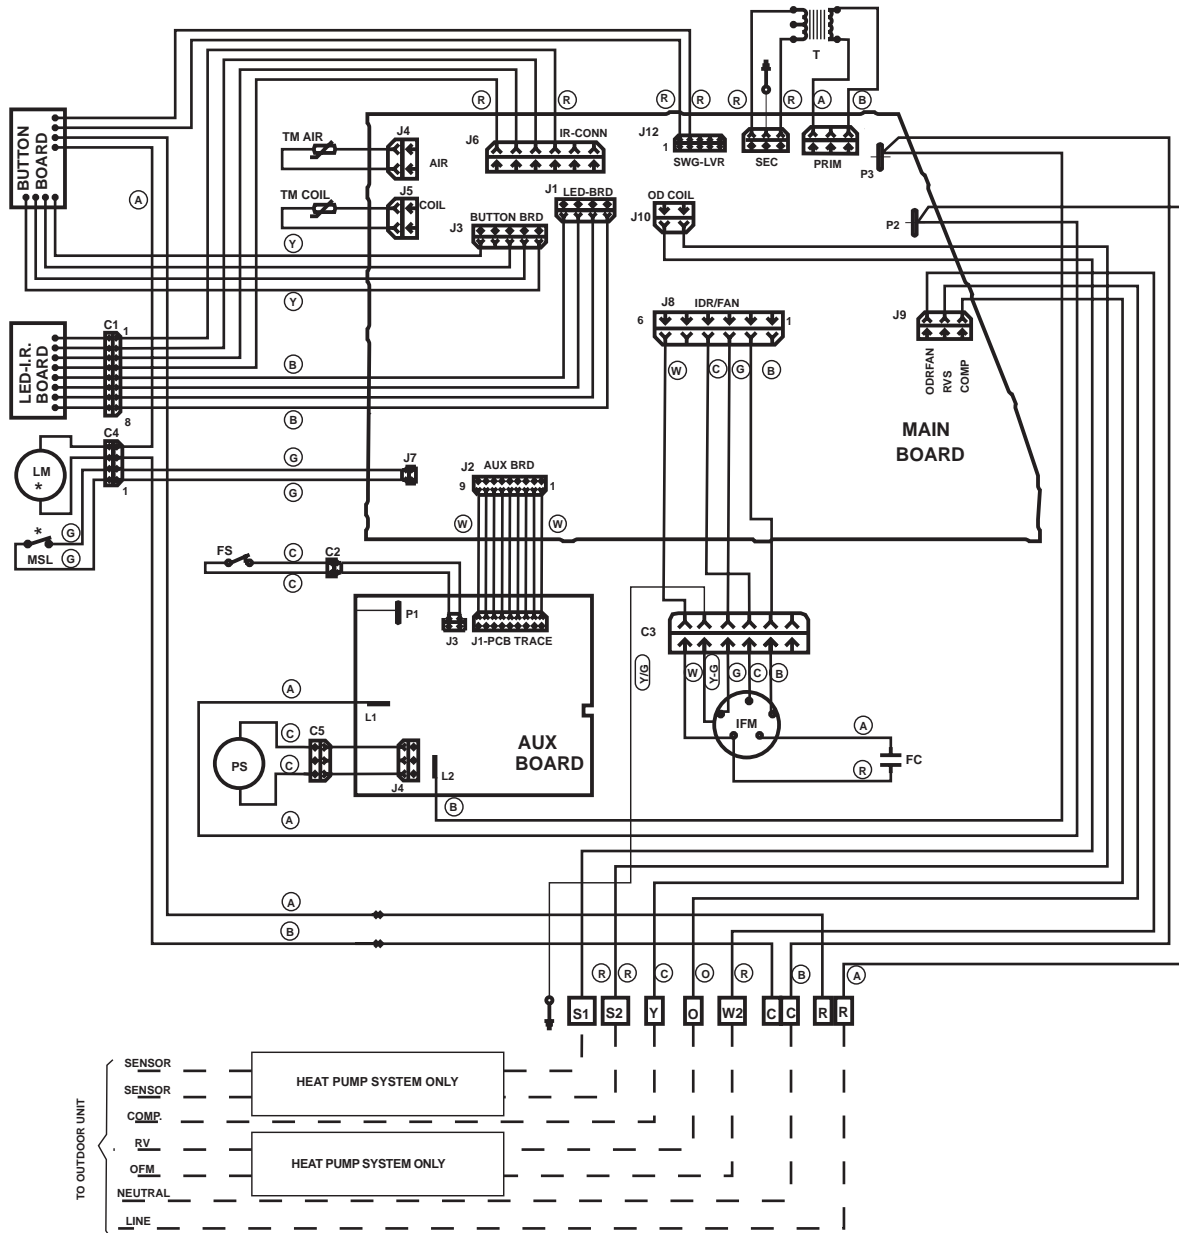 T
R
R
R
R
R
R
A
B
BUTTON
BOARD
TM AIR
J4
AIR
J6
IR-CONN
J12
1
SWG-LVR
SEC
PRIM
P3
A
TM COIL
J5
COIL
Y
J1
LED-BRD
BUTTON BRD
J3
OD COIL
J10
P2
Y
LED-I.R.
BOARD
C1
1
8
B
B
J8
IDR/FAN
6
1
W
C
G
B
J9
ODRFAN
RVS
COMP
MAIN
BOARD
LM
*
C4
1
G
G
J7
J2
AUX BRD
9
1
W
W
*
MSL
G
G
FS
C
C
C2
P1
J3
J1-PCB TRACE
C3
Y/G
W
Y-G
G
C
B
IFM
A
R
FC
A
L1
PS
C
C
C5
J4
L2
AUX
BOARD
B
A
A
B
R
R
C
O
R
B
A
S1
S2
Y
O
W2
C
C
R
R
TO OUTDOOR UNIT
SENSOR
HEAT PUMP SYSTEM ONLY
SENSOR
COMP.
RV
HEAT PUMP SYSTEM ONLY
OFM
NEUTRAL
LINE